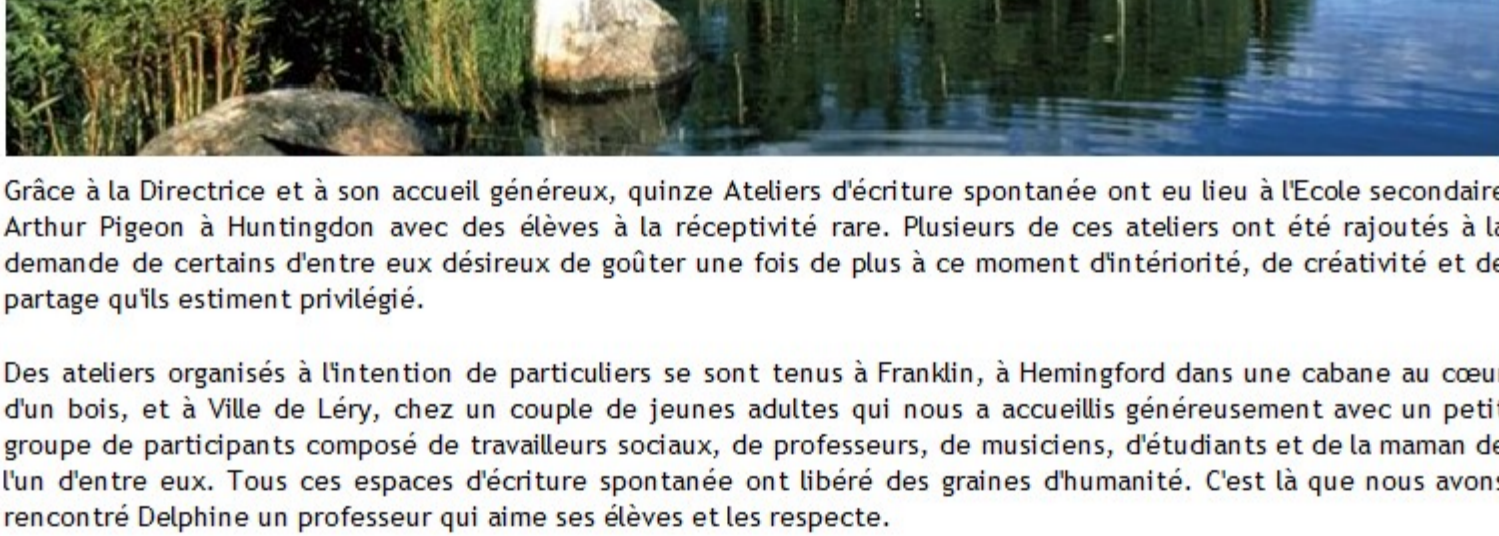 Grâce à la Directrice et à son accueil généreux, quinze Ateliers d'écriture spontanée ont eu lieu à l'Ecole secondaire
Arthur Pigeon à Huntingdon avec des élèves à la réceptivité rare. Plusieurs de ces ateliers ont été rajoutés à la
demande de certains d'entre eux désireux de goûter une fois de plus à ce moment d'intériorité, de créativité et de
partage qu'ils estiment privilégié.
Des ateliers organisés à l'intention de particuliers se sont tenus à Franklin, à Hemingford dans une cabane au cœur
d'un bois, et à Ville de Léry, chez un couple de jeunes adultes qui nous a accueillis généreusement avec un petit
groupe de participants composé de travailleurs sociaux, de professeurs, de musiciens, d'étudiants et de la maman de
l'un d'entre eux. Tous ces espaces d'écriture spontanée ont libéré des graines d'humanité. C'est là que nous avons
rencontré Delphine un professeur qui aime ses élèves et les respecte.